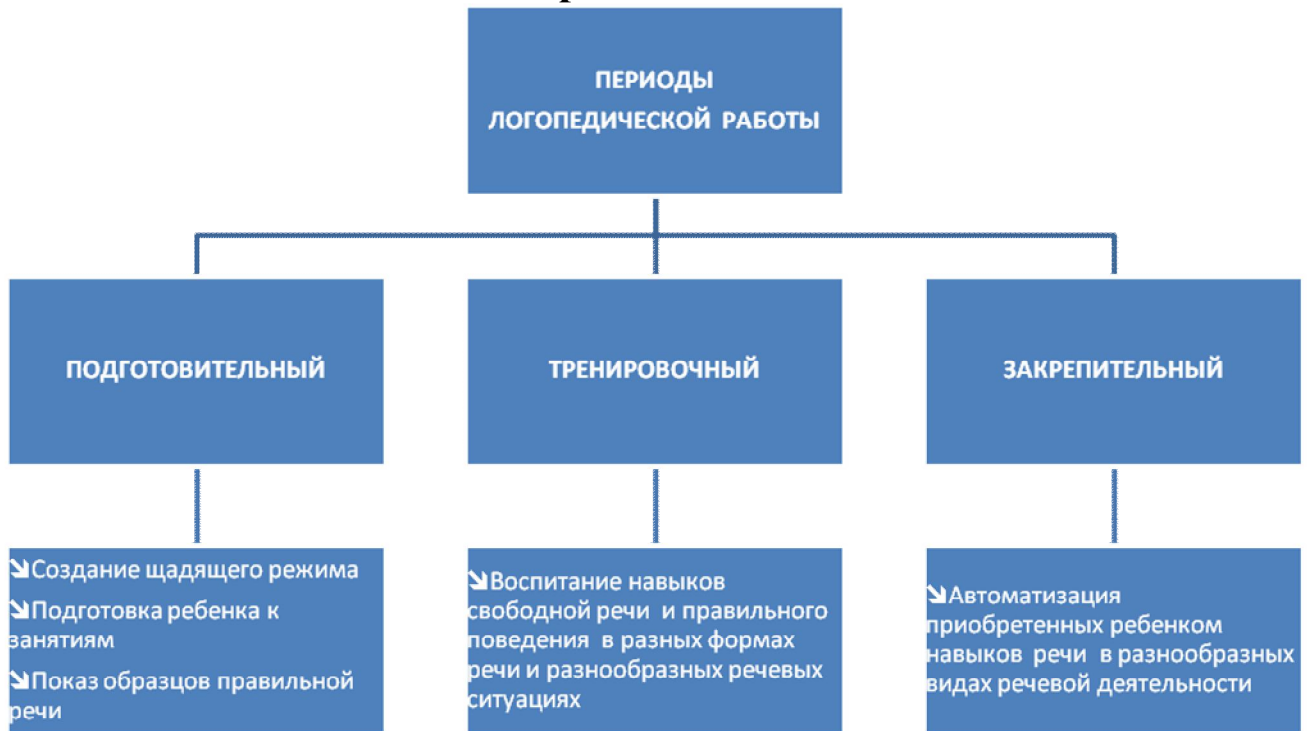 ПЕРИОДЫ
ЛОГОПЕДИЧЕСКОЙ РАБОТЫ
ПОДГОТОВИТЕЛЬНЫЙ
ТРЕНИРОВОЧНЫЙ
ЗАКРЕПИТЕЛЬНЫЙ
Создание щадящего режима
Подготовка ребенка к
занятиям
Показ образцов правильной
речи
Воспитание навыков
свободной речи и правильного
поведения в разных формах
речи и разнообразных речевых
ситуациях
Автоматизация
приобретенных ребенком
навыков речи в разнообразных
видах речевой деятельности